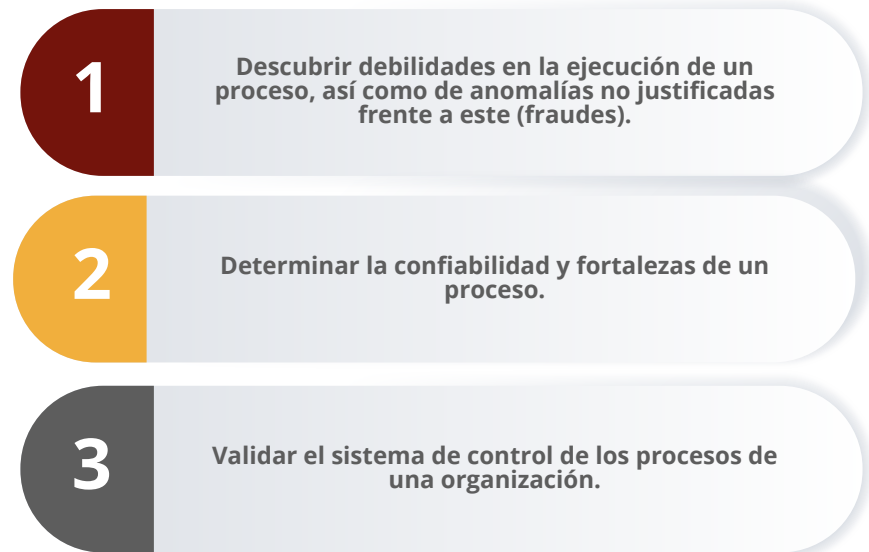 1
Descubrir debilidades en la ejecución de un
proceso, así como de anomalías no justificadas
frente a este (fraudes).
2
Determinar la confiabilidad y fortalezas de un
proceso.
3
Validar el sistema de control de los procesos de
una organización.